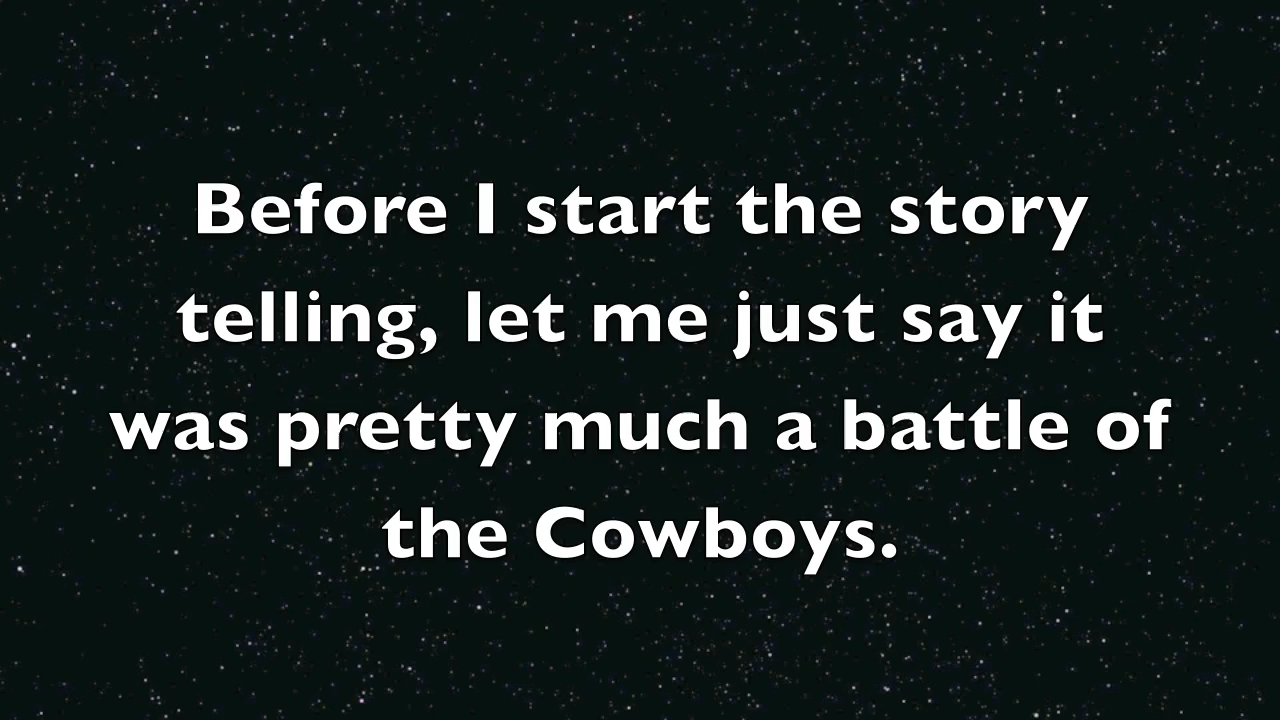 Before I start the story
telling, let me just say it
was pretty much a battle of
the Cowboys.